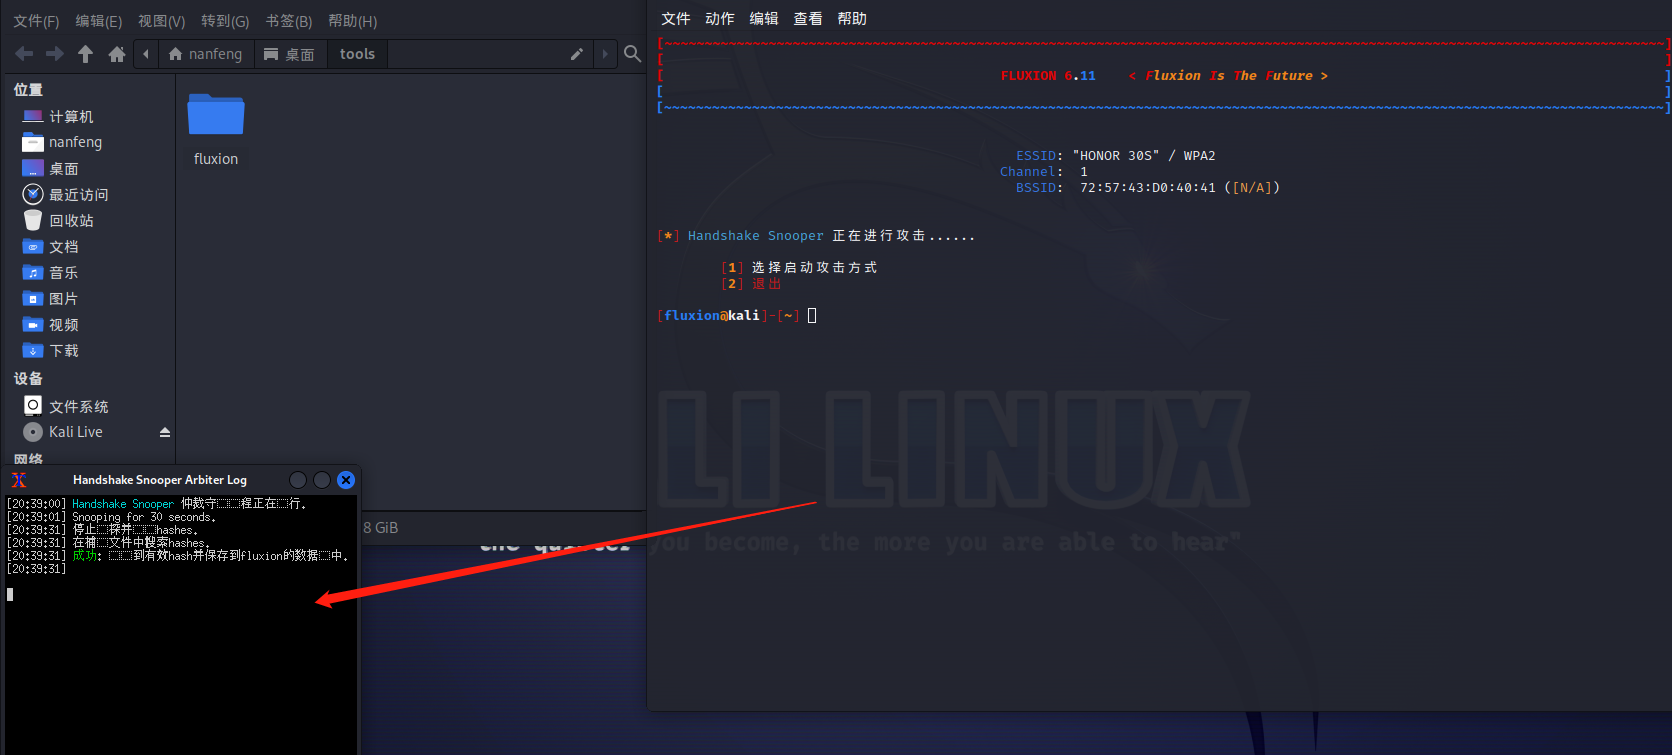 文件(F) 编辑(E) 视图(V) 转到(G) 书签(B) 帮助(H)
nanfeng 桌面 tools
位置
计算机
nanfeng
桌面
最近访问
回收站
文档
音乐
图片
视频
下载
设备
文件系统
Kali Live
网络
fluxion
8 GiB
文件 动作 编辑 查看 帮助
[~~~~~~~~~~~~~~~~~~~~~~~~~~~~~~~~~~~~~~~~~~~~~~~~~~~~~~~~~~~~~~~~~~~~~~~~~~~~~~~~~~~~~~~~~~~~~~~~~~~~~~~~~~~~~~~~~~~~~~~~~~~~~]
[ ]
[ FLUXION 6.11 < Fluxion Is The Future > ]
[ ]
[~~~~~~~~~~~~~~~~~~~~~~~~~~~~~~~~~~~~~~~~~~~~~~~~~~~~~~~~~~~~~~~~~~~~~~~~~~~~~~~~~~~~~~~~~~~~~~~~~~~~~~~~~~~~~~~~~~~~~~~~~~~~~]
ESSID: "HONOR 30S" / WPA2
Channel: 1
BSSID: 72:57:43:D0:40:41 ([N/A])
[*] Handshake Snooper 正在进行攻击......
[1] 选择启动攻击方式
[2] 退出
[fluxion@kali]-[~]
LI LINUX
the quieter you become, the more you are able to hear"
Handshake Snooper Arbiter Log
[20:39:00] Handshake Snooper 仲裁守□□程正在□行.
[20:39:01] Snooping for 30 seconds.
[20:39:31] 停止□探并□□hashes.
[20:39:31] 在捕□文件中搜索hashes.
[20:39:31] 成功: □□□到有效hash并保存到fluxion的数据□中.
[20:39:31]